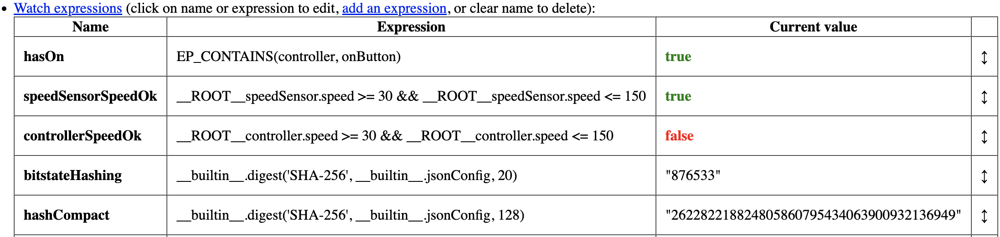 • Watch expressions (click on name or expression to edit, add an expression, or clear name to delete):
Name Expression Current value
hasOn EP_CONTAINS(controller, onButton) true ↕
speedSensorSpeedOk __ROOT__speedSensor.speed >= 30 && __ROOT__speedSensor.speed <= 150 true ↕
controllerSpeedOk __ROOT__controller.speed >= 30 && __ROOT__controller.speed <= 150 false ↕
bitstateHashing __builtin__.digest('SHA-256', __builtin__.jsonConfig, 20) "876533" ↕
hashCompact __builtin__.digest('SHA-256', __builtin__.jsonConfig, 128) "262282218824805860795434063900932136949" ↕